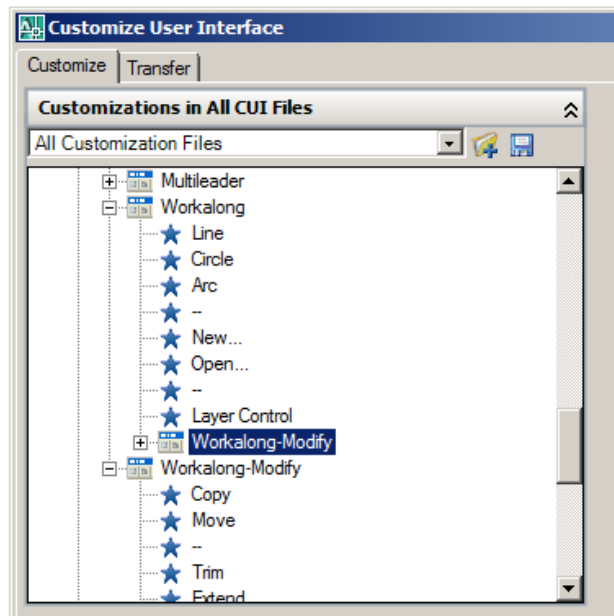 Customize User Interface
Customize Transfer
Customizations in All CUI Files
All Customization Files
Multileader
Workalong
Line
Circle
Arc
--
New...
Open...
--
Layer Control
Workalong-Modify
Workalong-Modify
Copy
Move
--
Trim
Extend